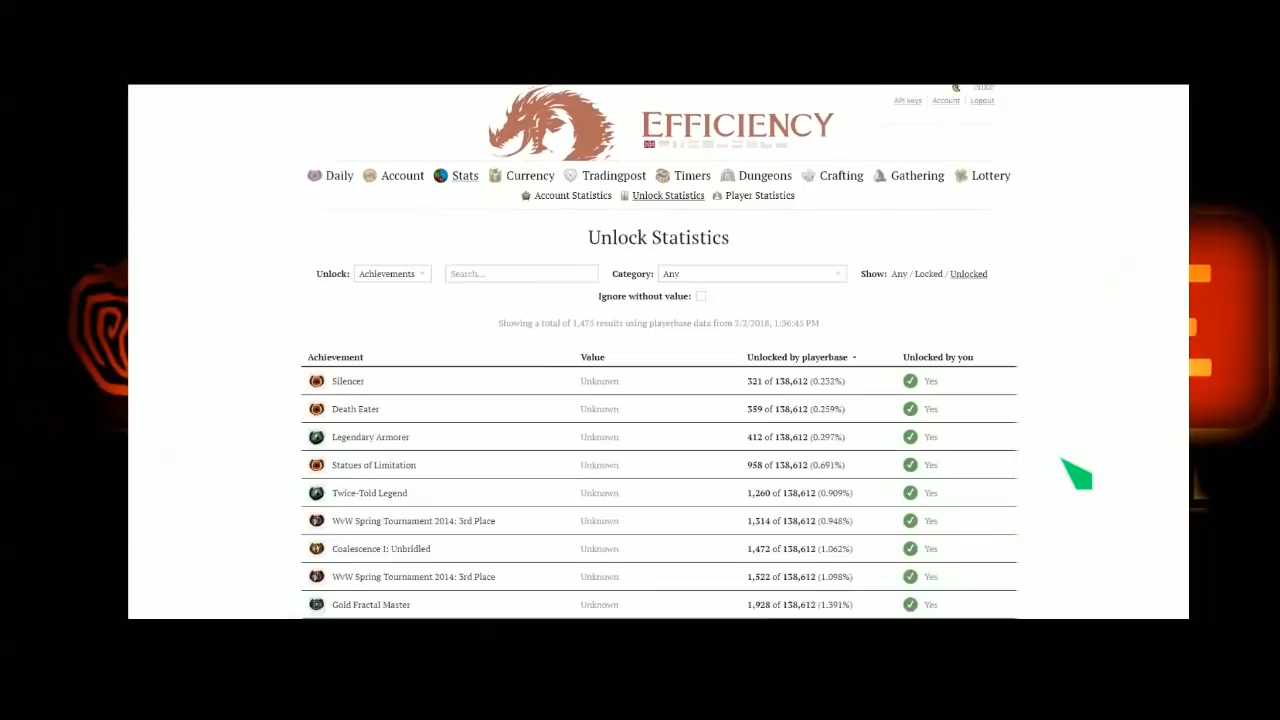 API keys | Account | Logout
EFFICIENCY
Daily Account Stats Currency Tradingpost Timers Dungeons Crafting Gathering Lottery
Account Statistics Unlock Statistics Player Statistics
Unlock Statistics
Unlock: Achievements Search... Category: Any Show: Any / Locked / Unlocked
Ignore without value:
Showing a total of 1,475 results using playerbase data from 2/2/2018, 1:36:45 PM
Achievement Value Unlocked by playerbase Unlocked by you
Silencer Unknown 321 of 138,612 (0.232%) Yes
Death Eater Unknown 359 of 138,612 (0.259%) Yes
Legendary Armorer Unknown 412 of 138,612 (0.297%) Yes
Statues of Limitation Unknown 958 of 138,612 (0.691%) Yes
Twice-Told Legend Unknown 1,260 of 138,612 (0.909%) Yes
WvW Spring Tournament 2014: 3rd Place Unknown 1,314 of 138,612 (0.948%) Yes
Coalescence I: Unbridled Unknown 1,472 of 138,612 (1.062%) Yes
WvW Spring Tournament 2014: 3rd Place Unknown 1,522 of 138,612 (1.098%) Yes
Gold Fractal Master Unknown 1,928 of 138,612 (1.391%) Yes